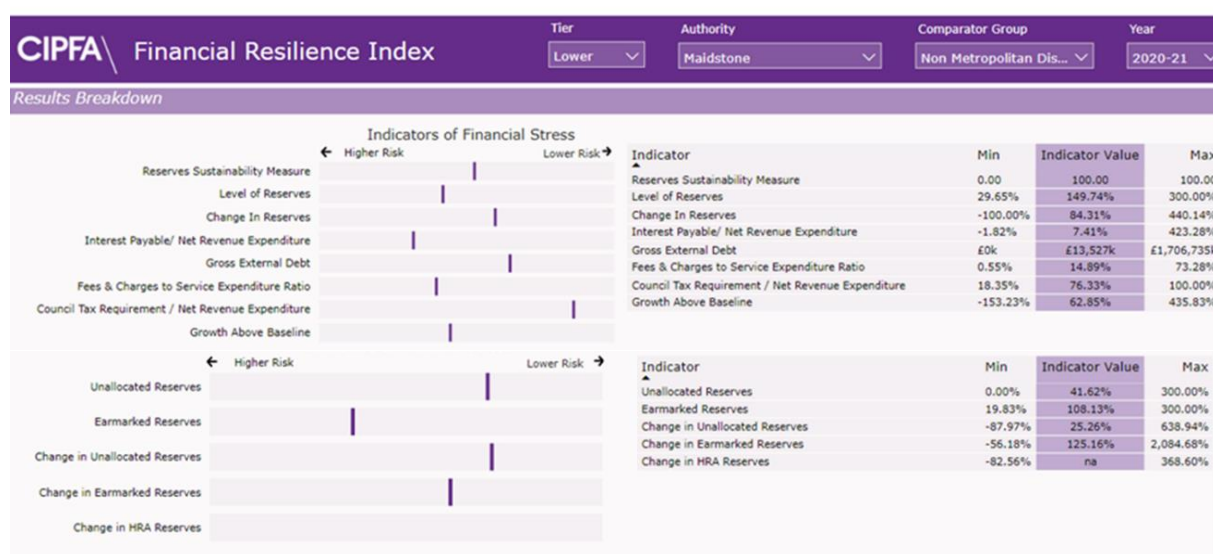 CIPFA\ Financial Resilience Index
Tier Authority Comparator Group Year
Lower Maidstone Non Metropolitan Dis... 2020-21
Results Breakdown
Indicators of Financial Stress
← Higher Risk Lower Risk →
Reserves Sustainability Measure
Level of Reserves
Change In Reserves
Interest Payable/ Net Revenue Expenditure
Gross External Debt
Fees & Charges to Service Expenditure Ratio
Council Tax Requirement / Net Revenue Expenditure
Growth Above Baseline
Indicator Min Indicator Value Max
Reserves Sustainability Measure 0.00 100.00 100.00
Level of Reserves 29.65% 149.74% 300.00%
Change In Reserves -100.00% 84.31% 440.14%
Interest Payable/ Net Revenue Expenditure -1.82% 7.41% 423.28%
Gross External Debt £0k £13,527k £1,706,735k
Fees & Charges to Service Expenditure Ratio 0.55% 14.89% 73.28%
Council Tax Requirement / Net Revenue Expenditure 18.35% 76.33% 100.00%
Growth Above Baseline -153.23% 62.85% 435.83%
← Higher Risk Lower Risk →
Unallocated Reserves
Earmarked Reserves
Change in Unallocated Reserves
Change in Earmarked Reserves
Change in HRA Reserves
Indicator Min Indicator Value Max
Unallocated Reserves 0.00% 41.62% 300.00%
Earmarked Reserves 19.83% 108.13% 300.00%
Change in Unallocated Reserves -87.97% 25.26% 638.94%
Change in Earmarked Reserves -56.18% 125.16% 2,084.68%
Change in HRA Reserves -82.56% na 368.60%